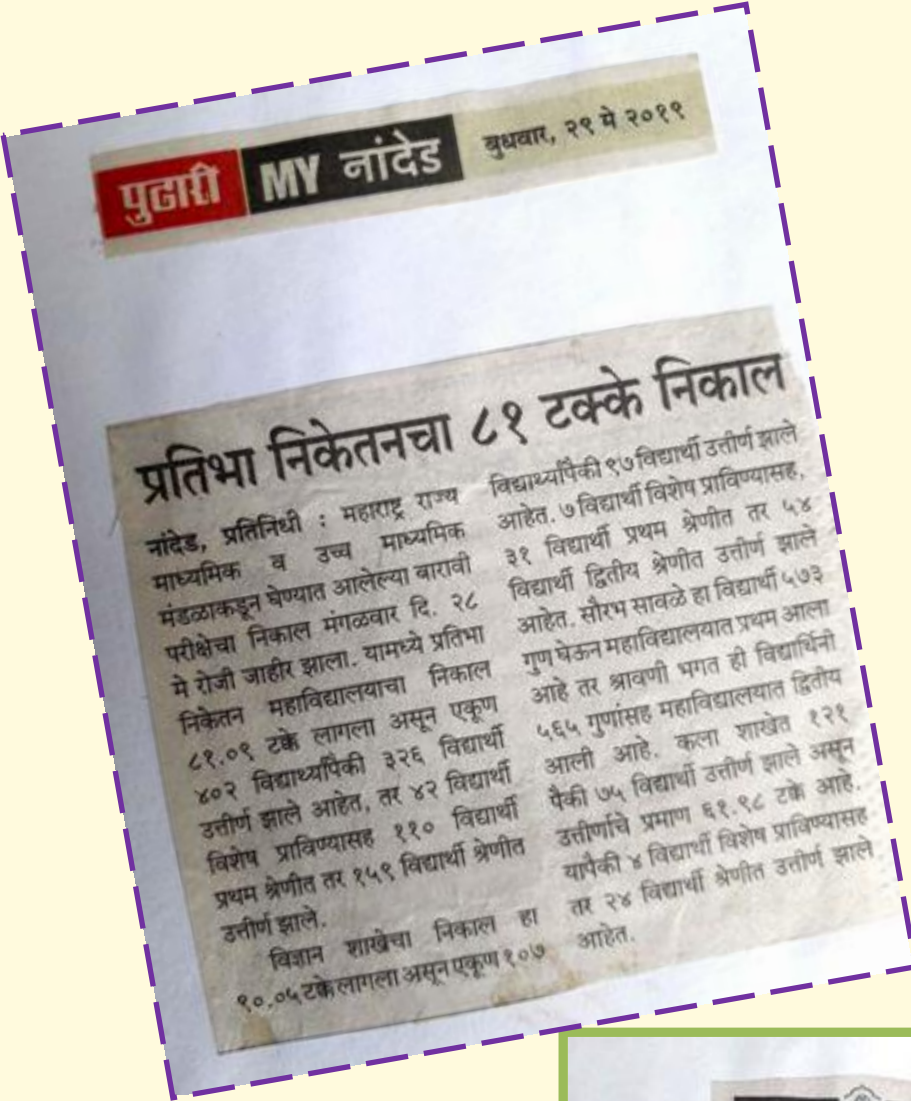 पुढारी MY नांदेड बुधवार, २९ मे २०१९
प्रतिभा निकेतनचा ८१ टक्के निकाल
नांदेड, प्रतिनिधी : महाराष्ट्र राज्य
माध्यमिक व उच्च माध्यमिक
मंडळाकडून घेण्यात आलेल्या बारावी
परीक्षेचा निकाल मंगळवार दि. २८
मे रोजी जाहीर झाला. यामध्ये प्रतिभा
निकेतन महाविद्यालयाचा निकाल
८१.०९ टक्के लागला असून एकूण
४०२ विद्यार्थ्यांपैकी ३२६ विद्यार्थी
उत्तीर्ण झाले आहेत, तर ४२ विद्यार्थी
विशेष प्राविण्यासह ११० विद्यार्थी
प्रथम श्रेणीत तर १५९ विद्यार्थी श्रेणीत
उत्तीर्ण झाले.
विज्ञान शाखेचा निकाल हा
९०.०५ टक्के लागला असून एकूण १०७
विद्यार्थ्यांपैकी ९७ विद्यार्थी उत्तीर्ण झाले
आहेत. ७ विद्यार्थी विशेष प्राविण्यासह,
३१ विद्यार्थी प्रथम श्रेणीत तर ५४
विद्यार्थी द्वितीय श्रेणीत उत्तीर्ण झाले
आहेत. सौरभ सावळे हा विद्यार्थी ५७३
गुण घेऊन महाविद्यालयात प्रथम आला
आहे तर श्रावणी भगत ही विद्यार्थिनी
५६५ गुणांसह महाविद्यालयात द्वितीय
आली आहे. कला शाखेत १२१
पैकी ७५ विद्यार्थी उत्तीर्ण झाले असून
उत्तीर्णाचे प्रमाण ६१.९८ टक्के आहे.
यापैकी ४ विद्यार्थी विशेष प्राविण्यासह
तर २४ विद्यार्थी श्रेणीत उत्तीर्ण झाले
आहेत.